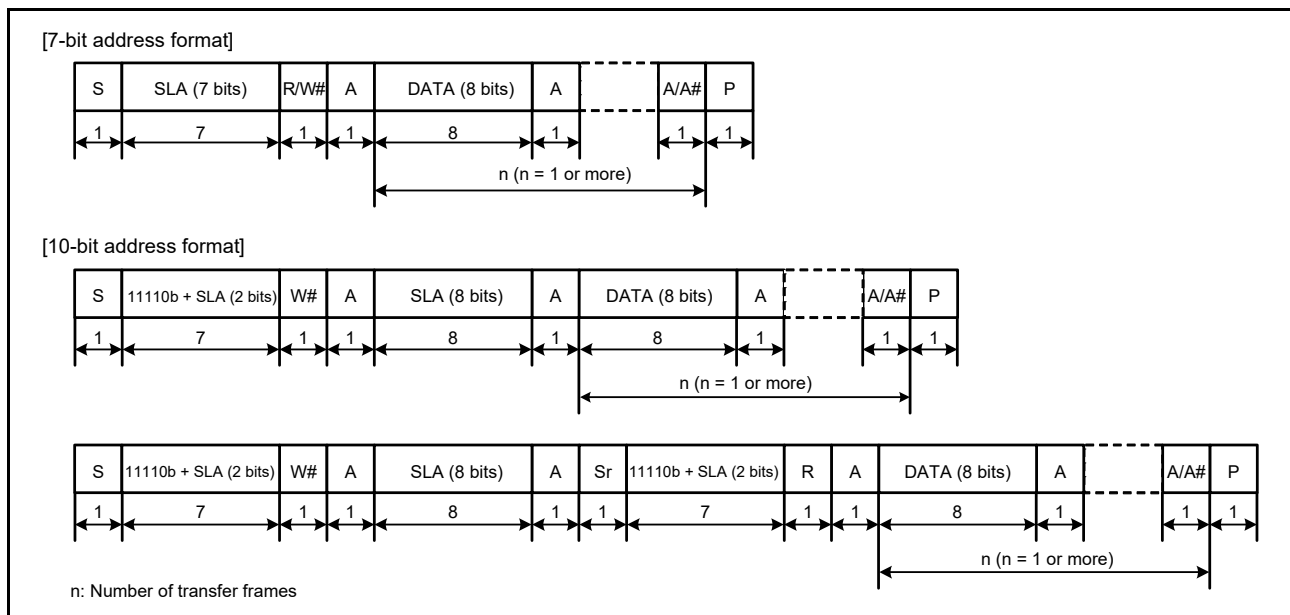 [7-bit address format]
S SLA (7 bits) R/W# A DATA (8 bits) A A/A# P
1 7 1 1 8 1 1 1
n (n = 1 or more)
[10-bit address format]
S 11110b + SLA (2 bits) W# A SLA (8 bits) A DATA (8 bits) A A/A# P
1 7 1 1 8 1 8 1 1 1
n (n = 1 or more)
S 11110b + SLA (2 bits) W# A SLA (8 bits) A Sr 11110b + SLA (2 bits) R A DATA (8 bits) A A/A# P
1 7 1 1 8 1 1 7 1 1 8 1 1 1
n (n = 1 or more)
n: Number of transfer frames